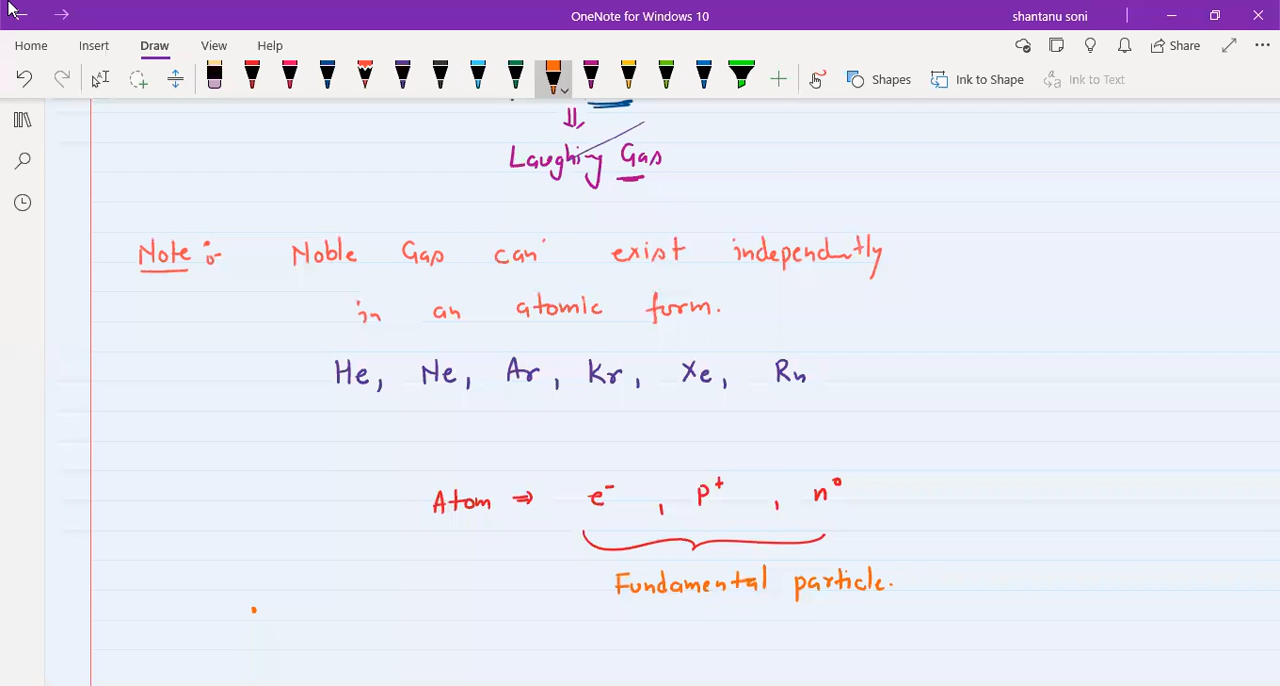 OneNote for Windows 10
shantanu soni
Home Insert Draw View Help
Share
Shapes Ink to Shape Ink to Text
⇓
Laughing Gas
Note :- Noble Gas can exist independently
in an atomic form.
He, Ne, Ar, Kr, Xe, Rn
Atom ⇒ e⁻ , p⁺ , n⁰
Fundamental particle.